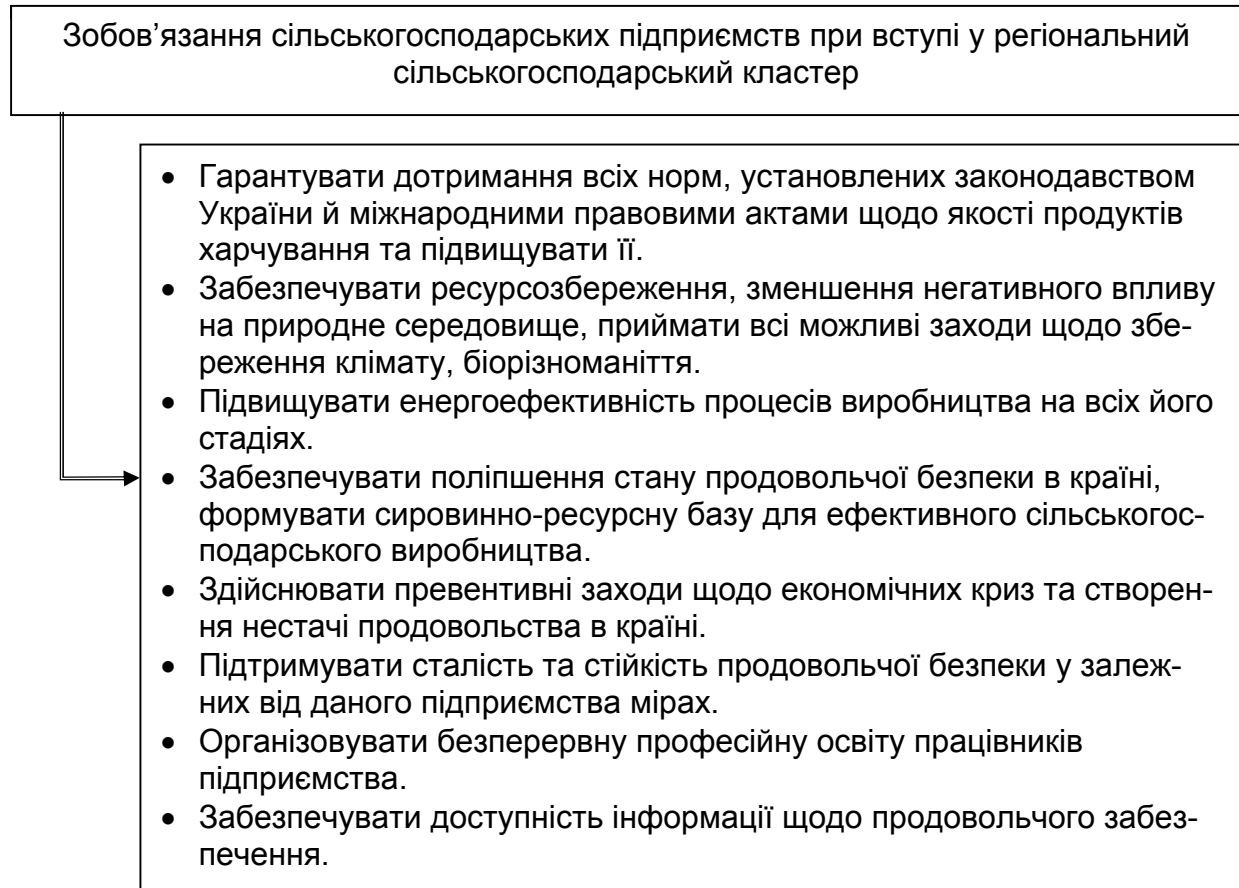 Зобов’язання сільськогосподарських підприємств при вступі у регіональний
сільськогосподарський кластер
• Гарантувати дотримання всіх норм, установлених законодавством
України й міжнародними правовими актами щодо якості продуктів
харчування та підвищувати її.
• Забезпечувати ресурсозбереження, зменшення негативного впливу
на природне середовище, приймати всі можливі заходи щодо збе-
реження клімату, біорізноманіття.
• Підвищувати енергоефективність процесів виробництва на всіх його
стадіях.
• Забезпечувати поліпшення стану продовольчої безпеки в країні,
формувати сировинно-ресурсну базу для ефективного сільськогос-
подарського виробництва.
• Здійснювати превентивні заходи щодо економічних криз та створен-
ня нестачі продовольства в країні.
• Підтримувати сталість та стійкість продовольчої безпеки у залеж-
них від даного підприємства мірах.
• Організовувати безперервну професійну освіту працівників
підприємства.
• Забезпечувати доступність інформації щодо продовольчого забез-
печення.